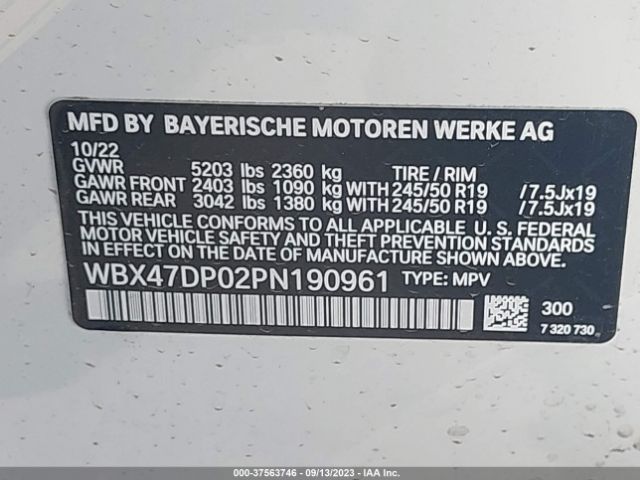 MFD BY BAYERISCHE MOTOREN WERKE AG
10/22
GVWR 5203 lbs 2360 kg TIRE / RIM
GAWR FRONT 2403 lbs 1090 kg WITH 245/50 R19 /7.5Jx19
GAWR REAR 3042 lbs 1380 kg WITH 245/50 R19 /7.5Jx19
THIS VEHICLE CONFORMS TO ALL APPLICABLE U. S. FEDERAL
MOTOR VEHICLE SAFETY AND THEFT PREVENTION STANDARDS
IN EFFECT ON THE DATE OF MANUFACTURE SHOWN ABOVE.
WBX47DP02PN190961 TYPE: MPV
300
7 320 730
000-37563746 - 09/13/2023 - IAA Inc.